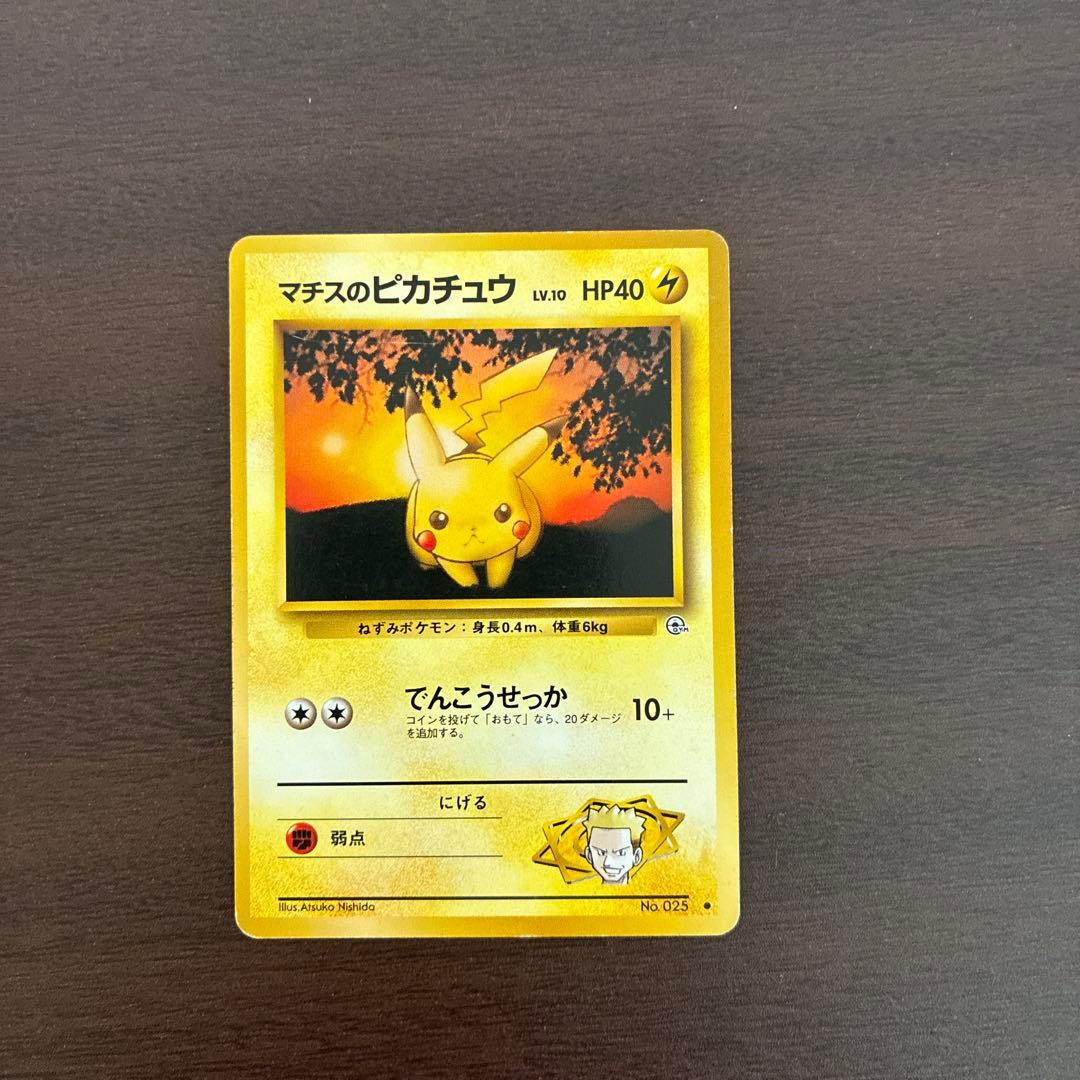 マチスのピカチュウ LV.10 HP40
ねずみポケモン：身長0.4m、体重6kg
GYM
でんこうせっか 10+
コインを投げて「おもて」なら、20ダメージ
を追加する。
にげる
弱点
Illus.Atsuko Nishida No. 025